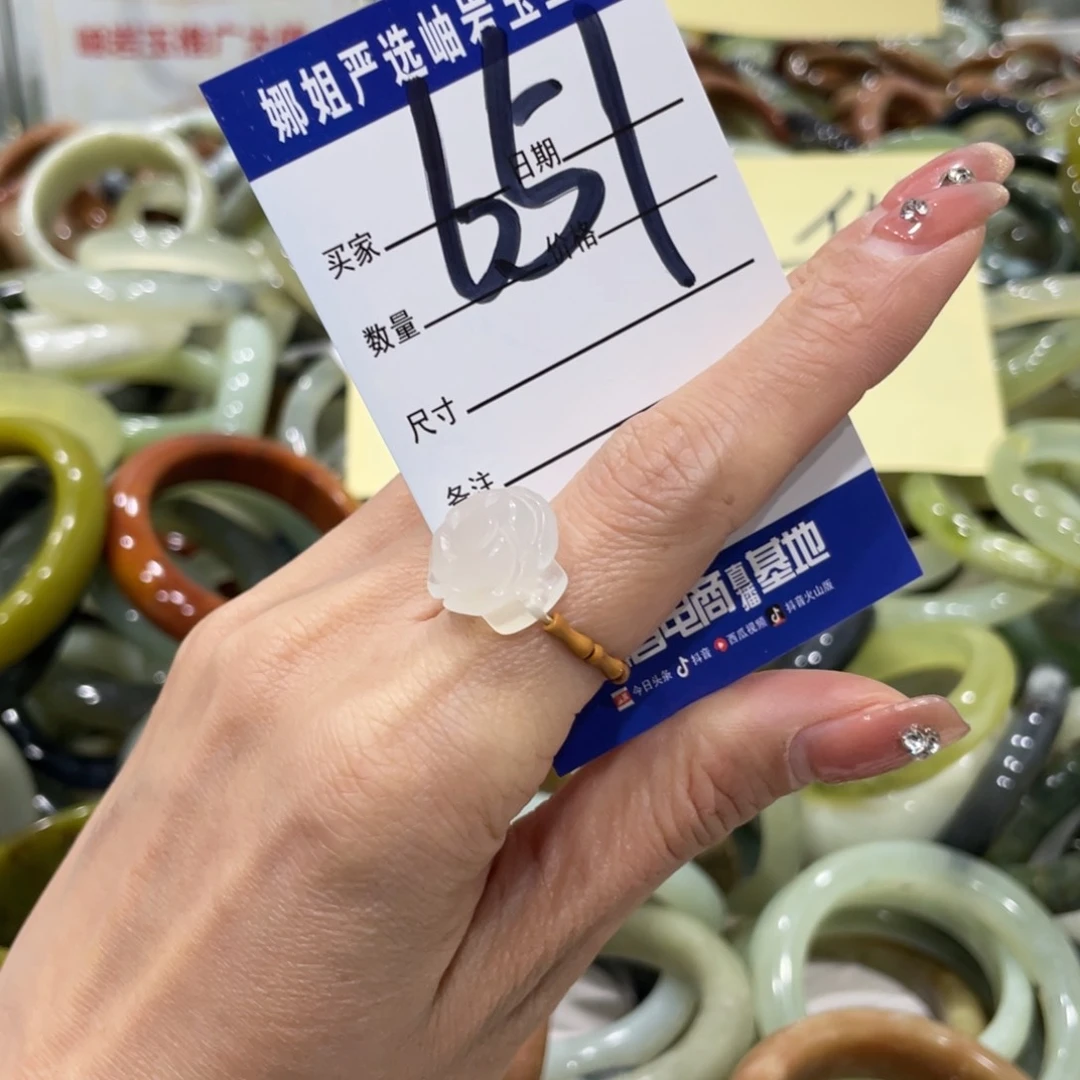 娜姐严选岫岩玉
651
日期
买家
价格
数量
尺寸
备注
电商直播基地
今日头条 抖音 西瓜视频 抖音火山版